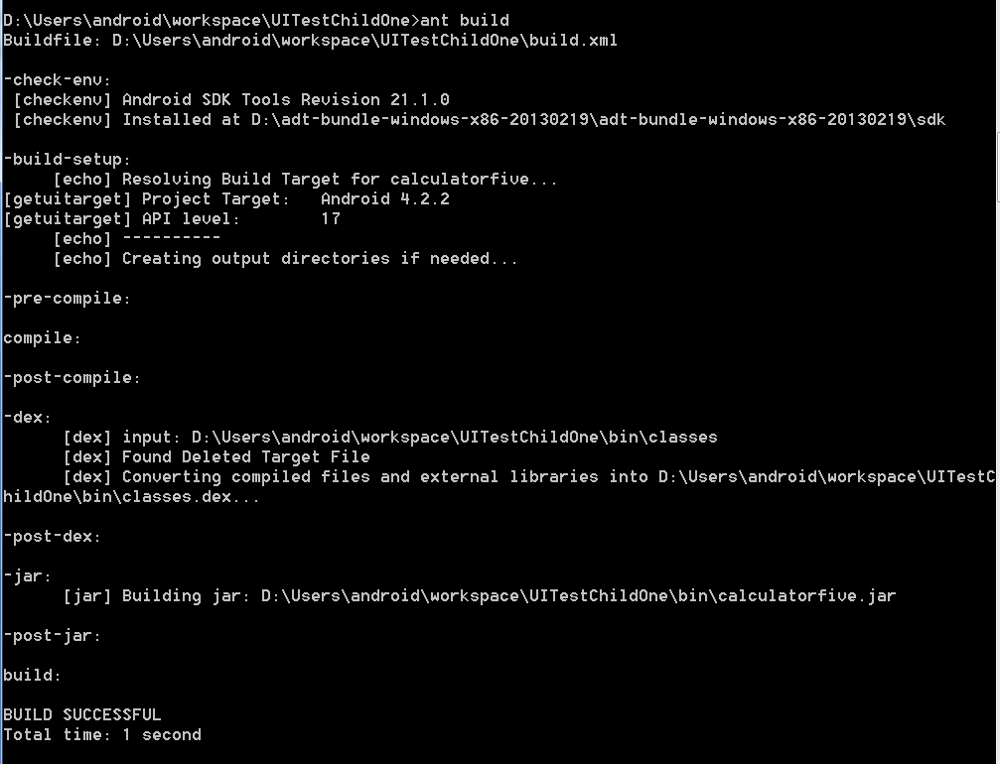 D:\Users\android\workspace\UITestChildOne>ant build
Buildfile: D:\Users\android\workspace\UITestChildOne\build.xml
-check-env:
[checkenv] Android SDK Tools Revision 21.1.0
[checkenv] Installed at D:\adt-bundle-windows-x86-20130219\adt-bundle-windows-x86-20130219\sdk
-build-setup:
[echo] Resolving Build Target for calculatorfive...
[getuitarget] Project Target:   Android 4.2.2
[getuitarget] API level:        17
[echo] ----------
[echo] Creating output directories if needed...
-pre-compile:
compile:
-post-compile:
-dex:
[dex] input: D:\Users\android\workspace\UITestChildOne\bin\classes
[dex] Found Deleted Target File
[dex] Converting compiled files and external libraries into D:\Users\android\workspace\UITestC
hildOne\bin\classes.dex...
-post-dex:
-jar:
[jar] Building jar: D:\Users\android\workspace\UITestChildOne\bin\calculatorfive.jar
-post-jar:
build:
BUILD SUCCESSFUL
Total time: 1 second